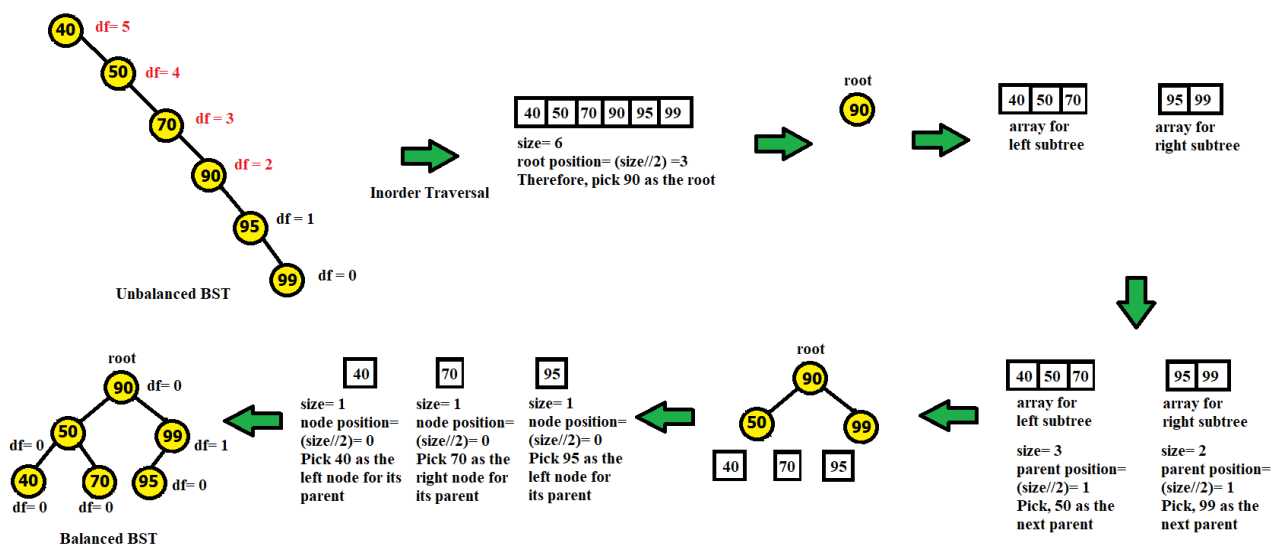 40
df= 5
50
df= 4
70
df= 3
90
df= 2
95
df= 1
99
df= 0
Unbalanced BST
Inorder Traversal
40 50 70 90 95 99
size= 6
root position= (size//2) =3
Therefore, pick 90 as the root
root
90
40 50 70
array for
left subtree
95 99
array for
right subtree
40 50 70
array for
left subtree
size= 3
parent position=
(size//2)= 1
Pick, 50 as the
next parent
95 99
array for
right subtree
size= 2
parent position=
(size//2)= 1
Pick, 99 as the
next parent
root
90
50
99
40
70
95
40
size= 1
node position=
(size//2)= 0
Pick 40 as the
left node for its
parent
70
size= 1
node position=
(size//2)= 0
Pick 70 as the
right node for
its parent
95
size= 1
node position=
(size//2)= 0
Pick 95 as the
left node for
its parent
root
90
df= 0
50
df= 0
99
df= 1
40
df= 0
70
df= 0
95
df= 0
Balanced BST